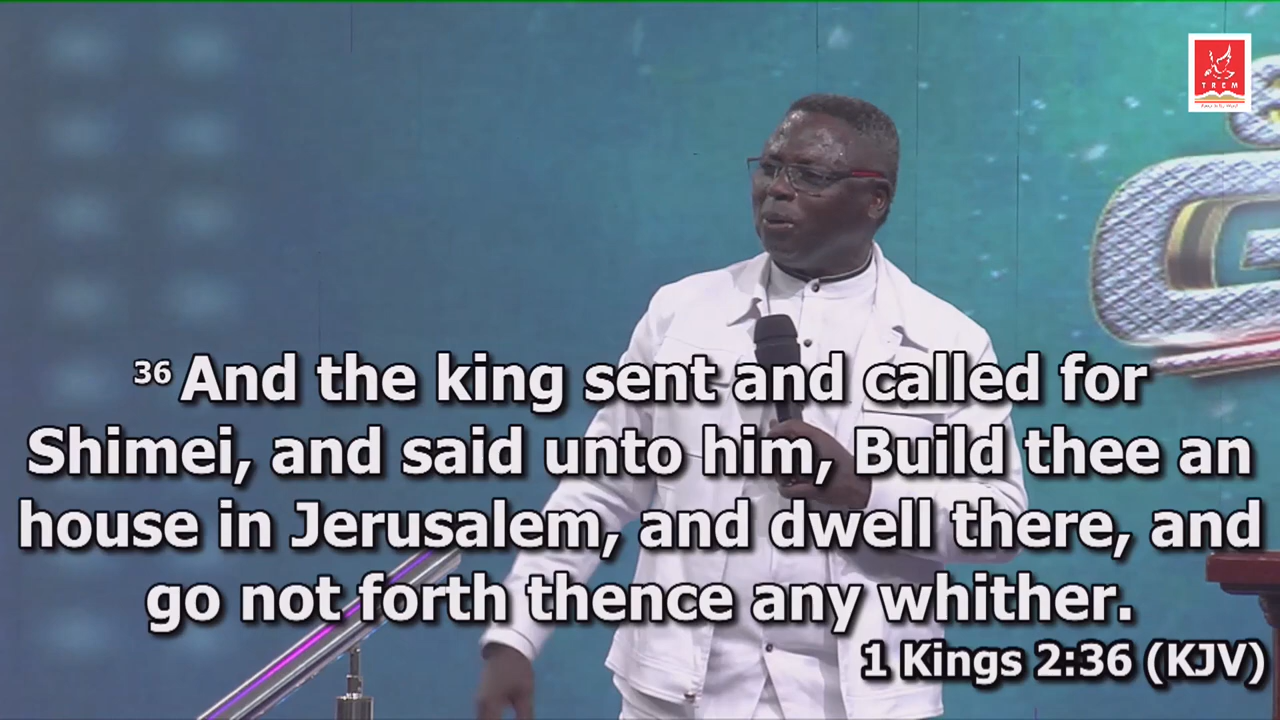 TREM
36 And the king sent and called for
Shimei, and said unto him, Build thee an
house in Jerusalem, and dwell there, and
go not forth thence any whither.
1 Kings 2:36 (KJV)